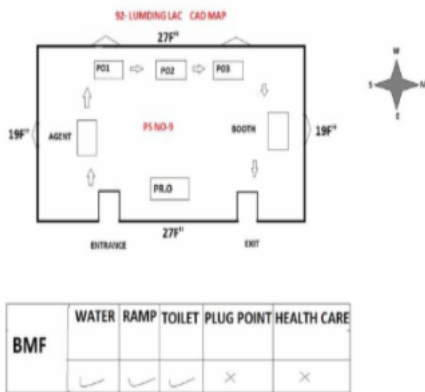 92- LUMDING LAC CAD MAP
27F"
PO1 PO2 PO3
W
S N
E
19F" AGENT PS NO-9 BOOTH 19F"
PR.O
27F"
ENTRANCE EXIT
BMF WATER RAMP TOILET PLUG POINT HEALTH CARE